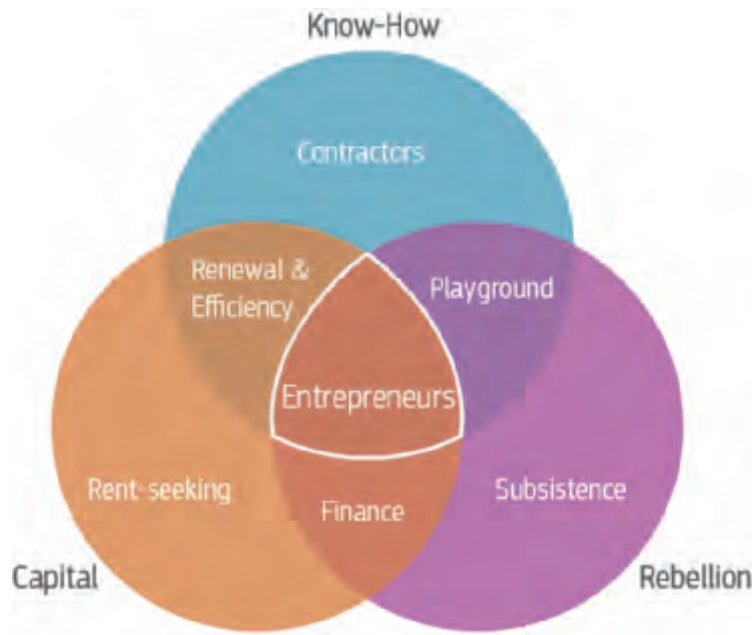 Know-How
Contractors
Renewal &
Efficiency
Playground
Entrepreneurs
Rent-seeking
Finance
Subsistence
Capital
Rebellion